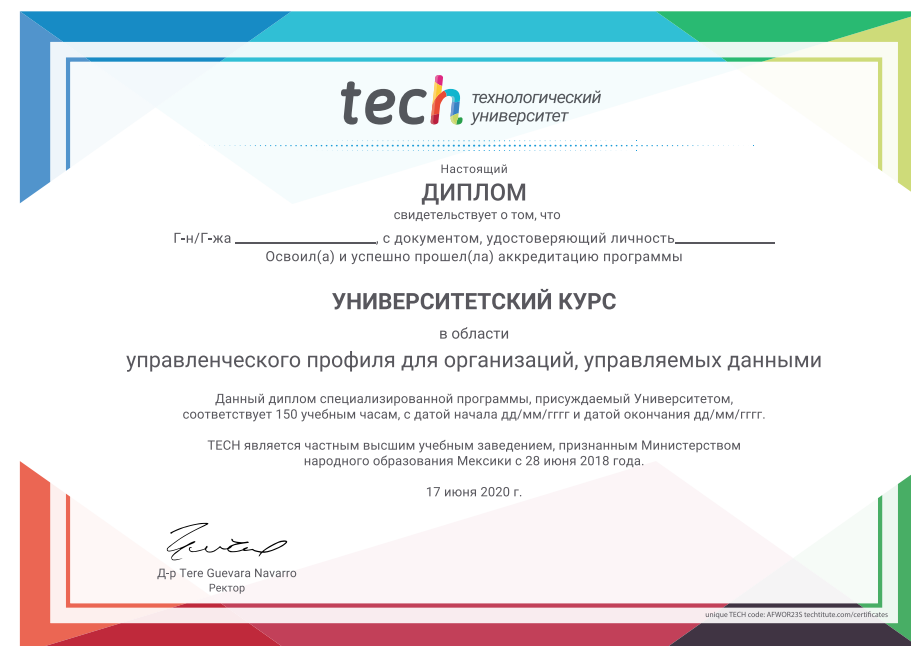 tech технологический
университет
Настоящий
ДИПЛОМ
свидетельствует о том, что
Г-н/Г-жа ________________, с документом, удостоверяющий личность____________
Освоил(а) и успешно прошел(ла) аккредитацию программы
УНИВЕРСИТЕТСКИЙ КУРС
в области
управленческого профиля для организаций, управляемых данными
Данный диплом специализированной программы, присуждаемый Университетом,
соответствует 150 учебным часам, с датой начала дд/мм/гггг и датой окончания дд/мм/гггг.
TECH является частным высшим учебным заведением, признанным Министерством
народного образования Мексики с 28 июня 2018 года.
17 июня 2020 г.
Д-р Tere Guevara Navarro
Ректор
unique TECH code: AFWOR23S techtitute.com/certificates